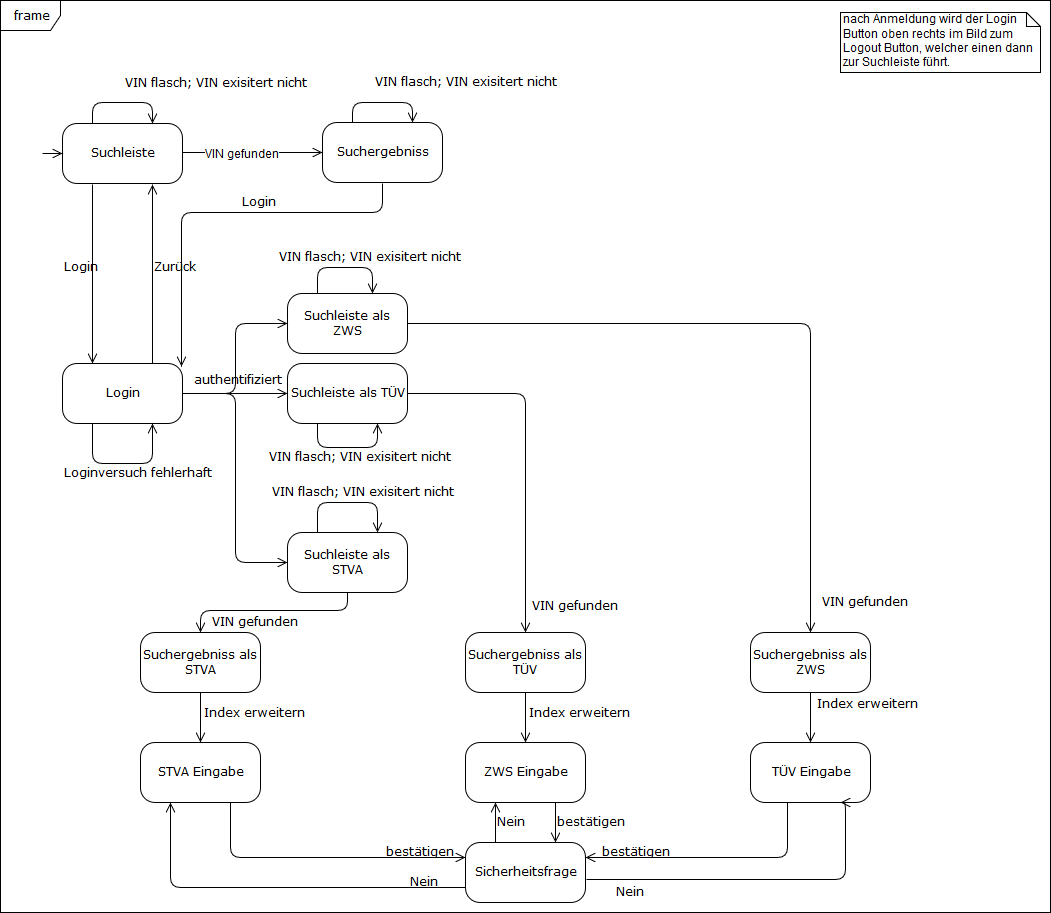 frame
nach Anmeldung wird der Login
Button oben rechts im Bild zum
Logout Button, welcher einen dann
zur Suchleiste führt.
VIN flasch; VIN exisitert nicht
VIN flasch; VIN exisitert nicht
Suchleiste
VIN gefunden
Suchergebniss
Login
Login
Zurück
VIN flasch; VIN exisitert nicht
Suchleiste als
ZWS
authentifiziert
Login
Suchleiste als TÜV
VIN flasch; VIN exisitert nicht
Loginversuch fehlerhaft
VIN flasch; VIN exisitert nicht
Suchleiste als
STVA
VIN gefunden
VIN gefunden
VIN gefunden
Suchergebniss als
STVA
Suchergebniss als
TÜV
Suchergebniss als
ZWS
Index erweitern
Index erweitern
Index erweitern
STVA Eingabe
ZWS Eingabe
TÜV Eingabe
Nein
bestätigen
bestätigen
bestätigen
Sicherheitsfrage
Nein
Nein